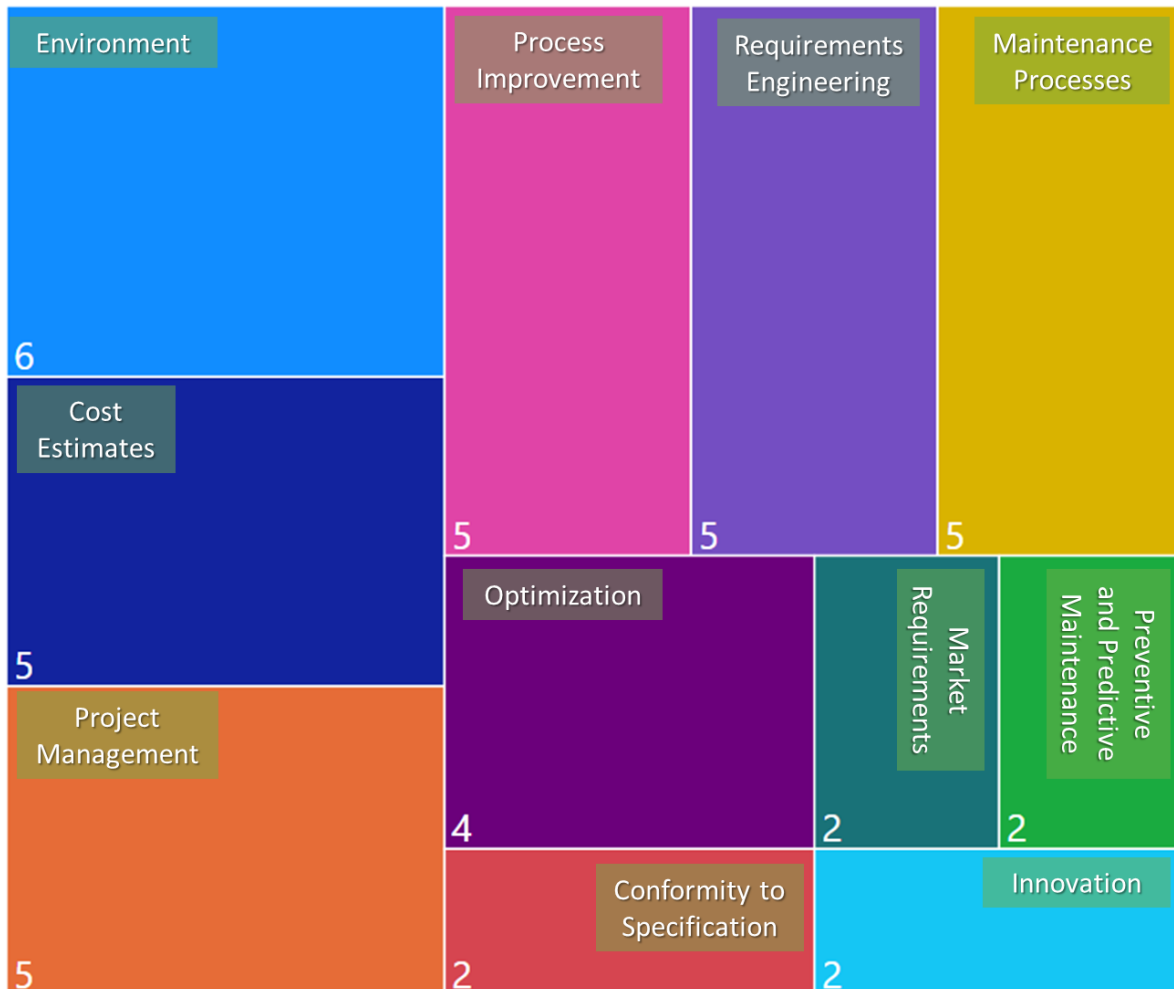 Environment
6
Cost
Estimates
5
Project
Management
5
Process
Improvement
5
Requirements
Engineering
5
Maintenance
Processes
5
Optimization
4
Market
Requirements
2
Preventive
and Predictive
Maintenance
2
Conformity to
Specification
2
Innovation
2